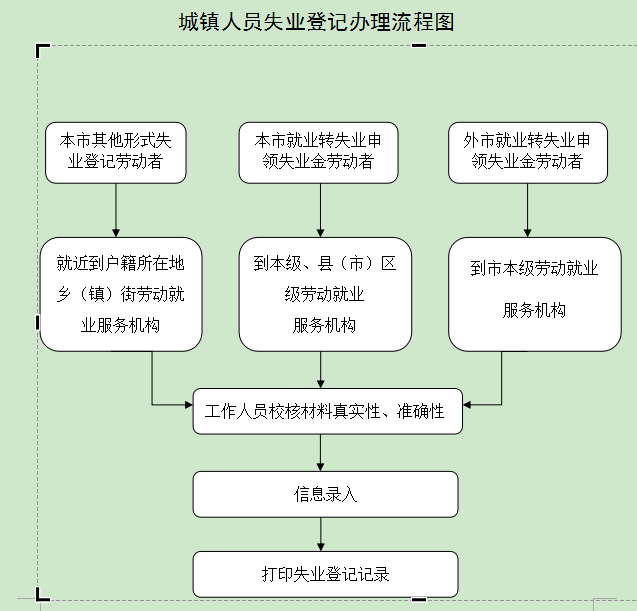 城镇人员失业登记办理流程图
本市其他形式失
业登记劳动者
本市就业转失业申
领失业金劳动者
外市就业转失业申
领失业金劳动者
就近到户籍所在地
乡（镇）街劳动就
业服务机构
到本级、县（市）区
级劳动就业
服务机构
到市本级劳动就业
服务机构
工作人员校核材料真实性、准确性
信息录入
打印失业登记记录